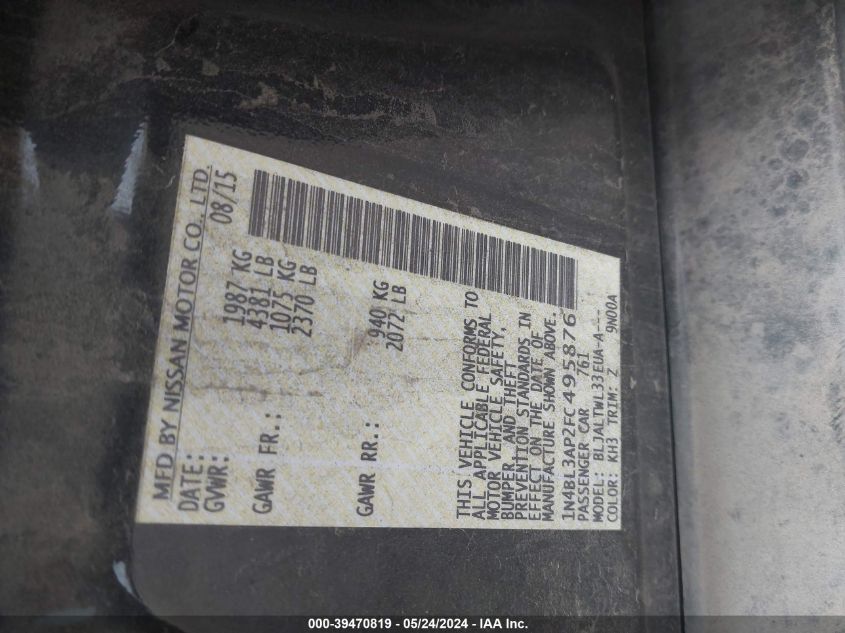 MFD BY NISSAN MOTOR CO., LTD.
DATE: 08/15
GVWR: 1987 KG
4381 LB
GAWR FR.: 1075 KG
2370 LB
GAWR RR.: 940 KG
2072 LB
THIS VEHICLE CONFORMS TO
ALL APPLICABLE FEDERAL
MOTOR VEHICLE SAFETY,
BUMPER, AND THEFT
PREVENTION STANDARDS IN
EFFECT ON THE DATE OF
MANUFACTURE SHOWN ABOVE.
1N4BL3AP2FC495876
PASSENGER CAR 761
MODEL: BLJALTWL33EUA-A---
COLOR: KH3 TRIM: Z 9N00A
000-39470819 - 05/24/2024 - IAA Inc.